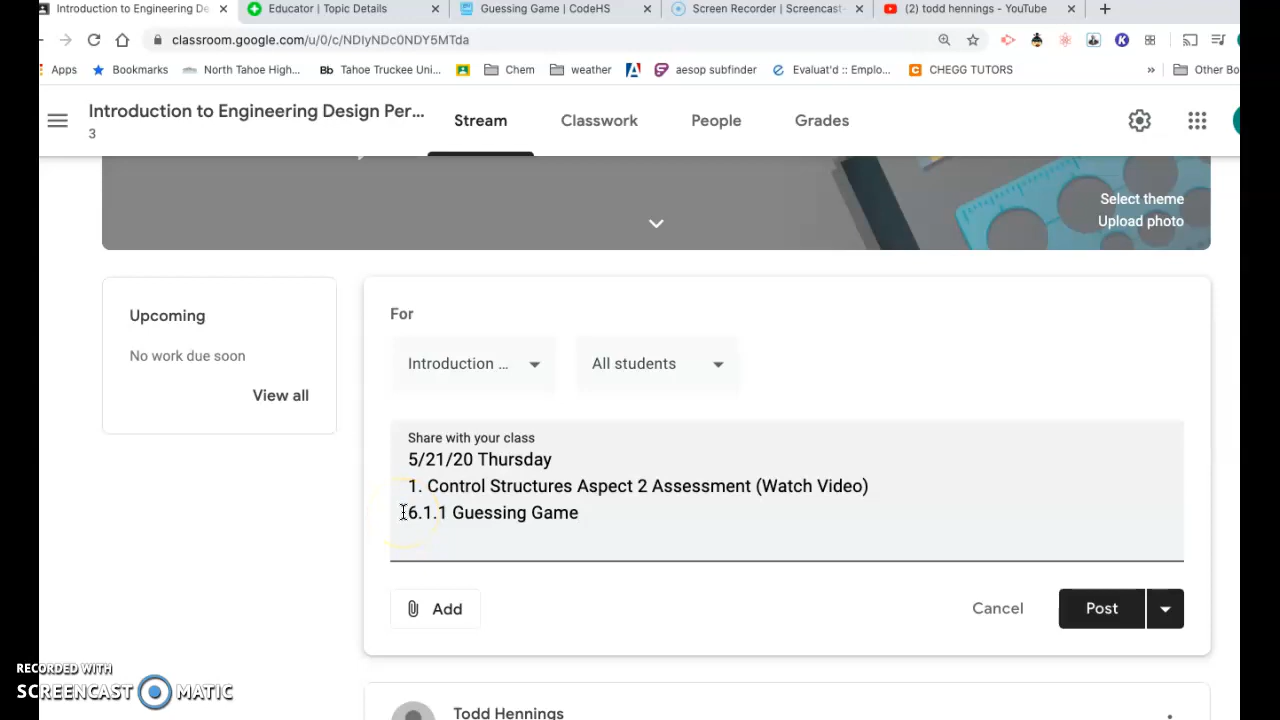 Introduction to Engineering De
Educator | Topic Details
Guessing Game | CodeHS
Screen Recorder | Screencast-
(2) todd hennings - YouTube
classroom.google.com/u/0/c/NDIyNDc0NDY5MTda
Apps
Bookmarks
North Tahoe High...
Bb Tahoe Truckee Uni...
Chem
weather
aesop subfinder
Evaluat'd :: Emplo...
CHEGG TUTORS
»
Other Bo
Introduction to Engineering Design Per...
3
Stream
Classwork
People
Grades
Select theme
Upload photo
Upcoming
No work due soon
View all
For
Introduction ...
All students
Share with your class
5/21/20 Thursday
1. Control Structures Aspect 2 Assessment (Watch Video)
6.1.1 Guessing Game
Add
Cancel
Post
RECORDED WITH
SCREENCAST MATIC
Todd Hennings